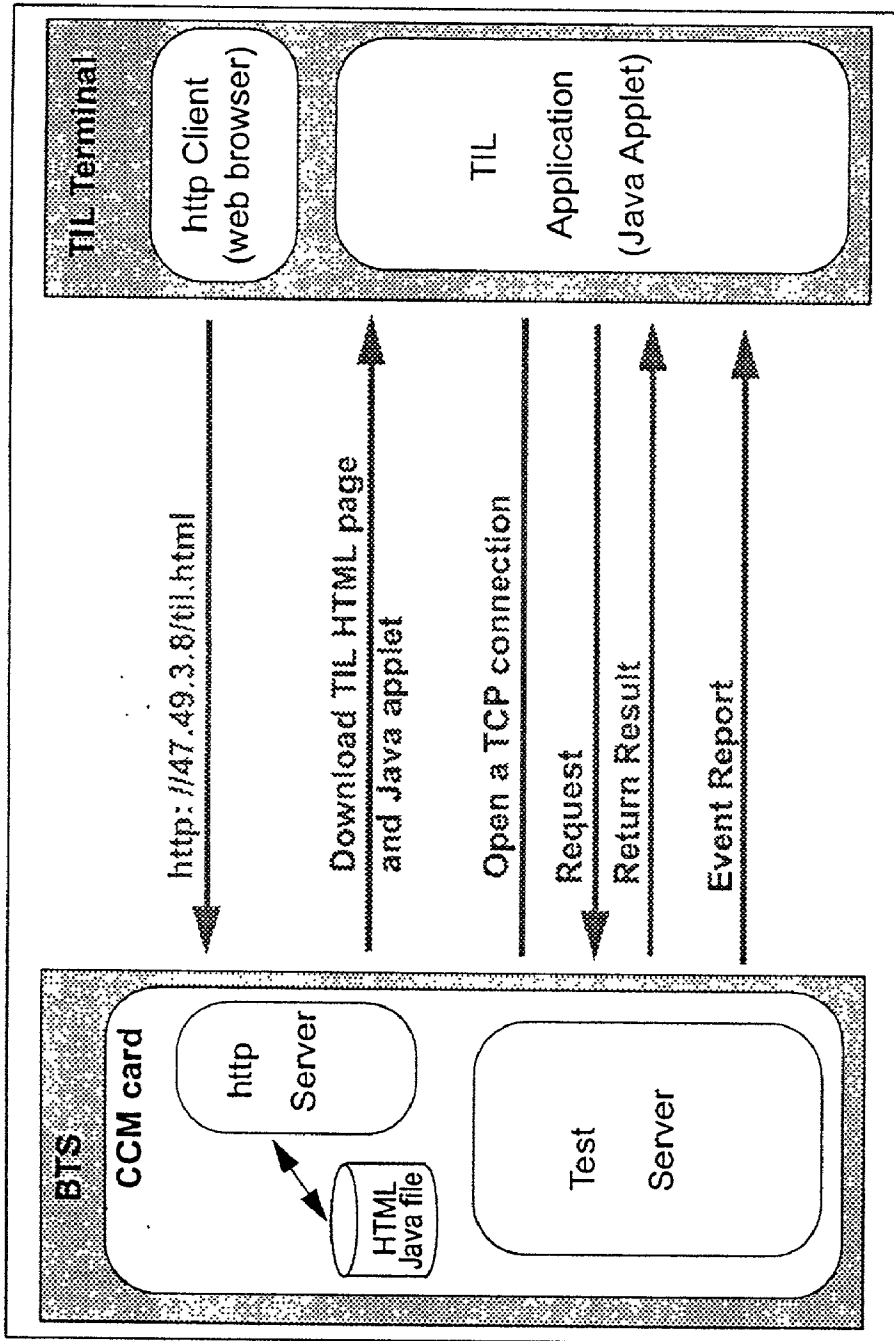 BTS
CCM card
http
Server
HTML
Java file
Test
Server
http: //47.49.3.8/til.html
Download TIL HTML page
and Java applet
Open a TCP connection
Request
Return Result
Event Report
TIL Terminal
http Client
(web browser)
TIL
Application
(Java Applet)